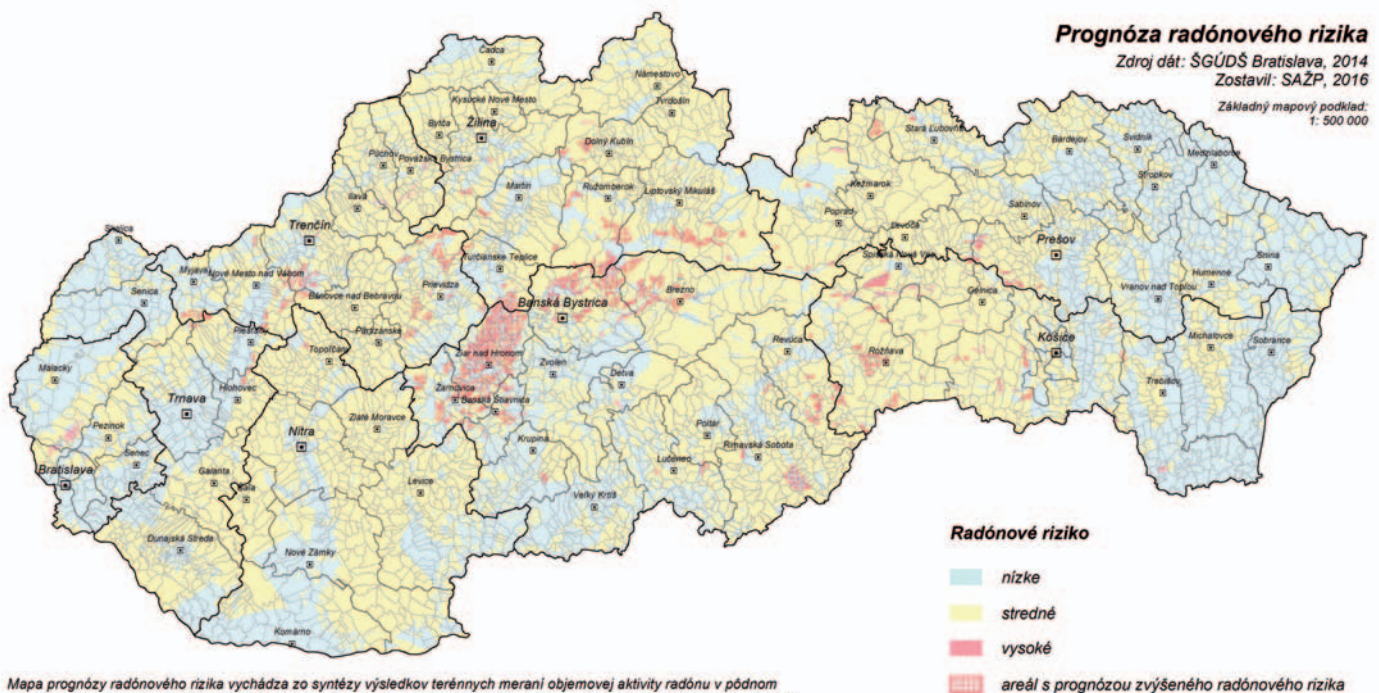 Prognóza radónového rizika
Zdroj dát: ŠGÚDŠ Bratislava, 2014
Zostavil: SAŽP, 2016
Základný mapový podklad:
1: 500 000
Čadca
Námestovo
Tvrdošín
Kysucké Nové Mesto
Bytča
Žilina
Dolný Kubín
Stará Ľubovňa
Bardejov
Svidník
Medzilaborce
Stropkov
Púchov
Považská Bystrica
Martin
Ružomberok
Liptovský Mikuláš
Kežmarok
Poprad
Levoča
Sabinov
Ilava
Trenčín
Prešov
Spišská Nová Ves
Snina
Humenné
Vranov nad Topľou
Skalica
Senica
Myjava
Nové Mesto nad Váhom
Bánovce nad Bebravou
Prievidza
Turčianske Teplice
Banská Bystrica
Brezno
Gelnica
Partizánske
Piešťany
Topoľčany
Žiar nad Hronom
Zvolen
Detva
Revúca
Rožňava
Košice
Michalovce
Sobrance
Trebišov
Malacky
Hlohovec
Trnava
Žarnovica
Banská Štiavnica
Zlaté Moravce
Nitra
Pezinok
Senec
Bratislava
Galanta
Šaľa
Levice
Krupina
Poltár
Lučenec
Rimavská Sobota
Veľký Krtíš
Dunajská Streda
Nové Zámky
Komárno
Radónové riziko
nízke
stredné
vysoké
areál s prognózou zvýšeného radónového rizika
Mapa prognózy radónového rizika vychádza zo syntézy výsledkov terénnych meraní objemovej aktivity radónu v pôdnom